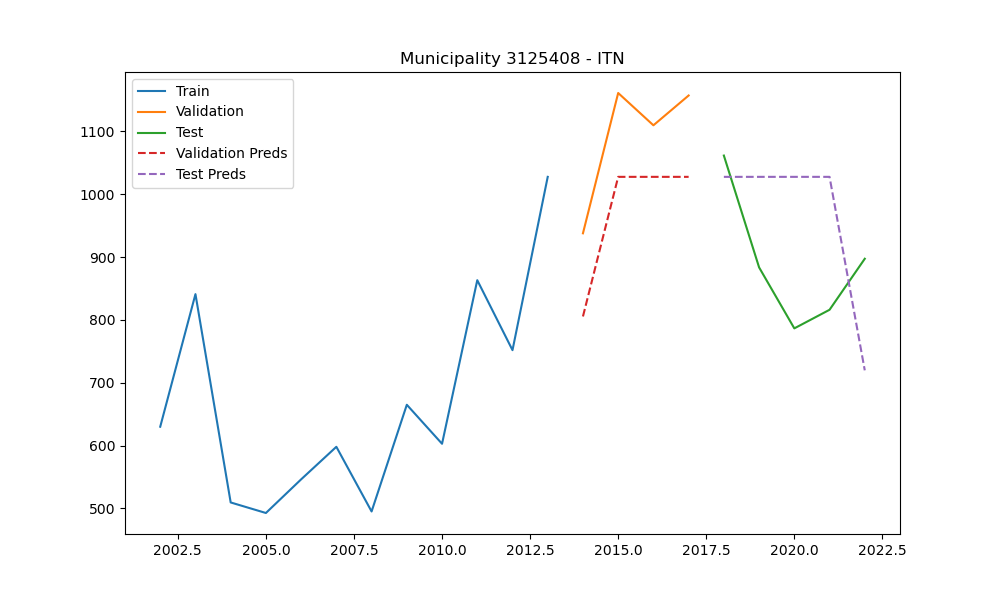 Municipality 3125408 - ITN
Train
Validation
Test
Validation Preds
Test Preds
1100
1000
900
800
700
600
500
2002.5 2005.0 2007.5 2010.0 2012.5 2015.0 2017.5 2020.0 2022.5